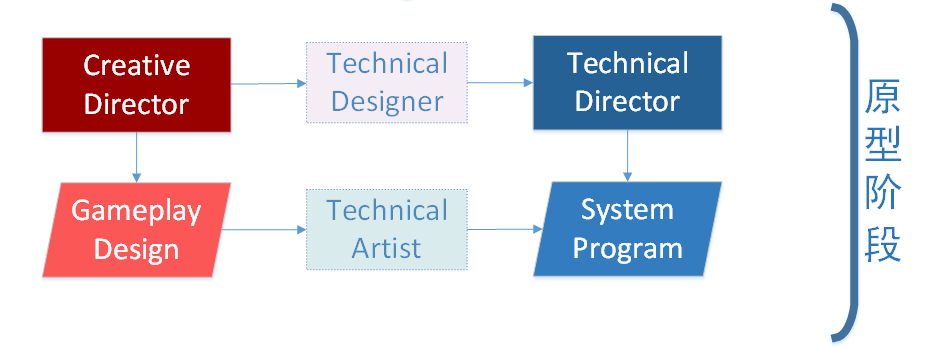 Creative
Director
Technical
Designer
Technical
Director
Gameplay
Design
Technical
Artist
System
Program
原型阶段